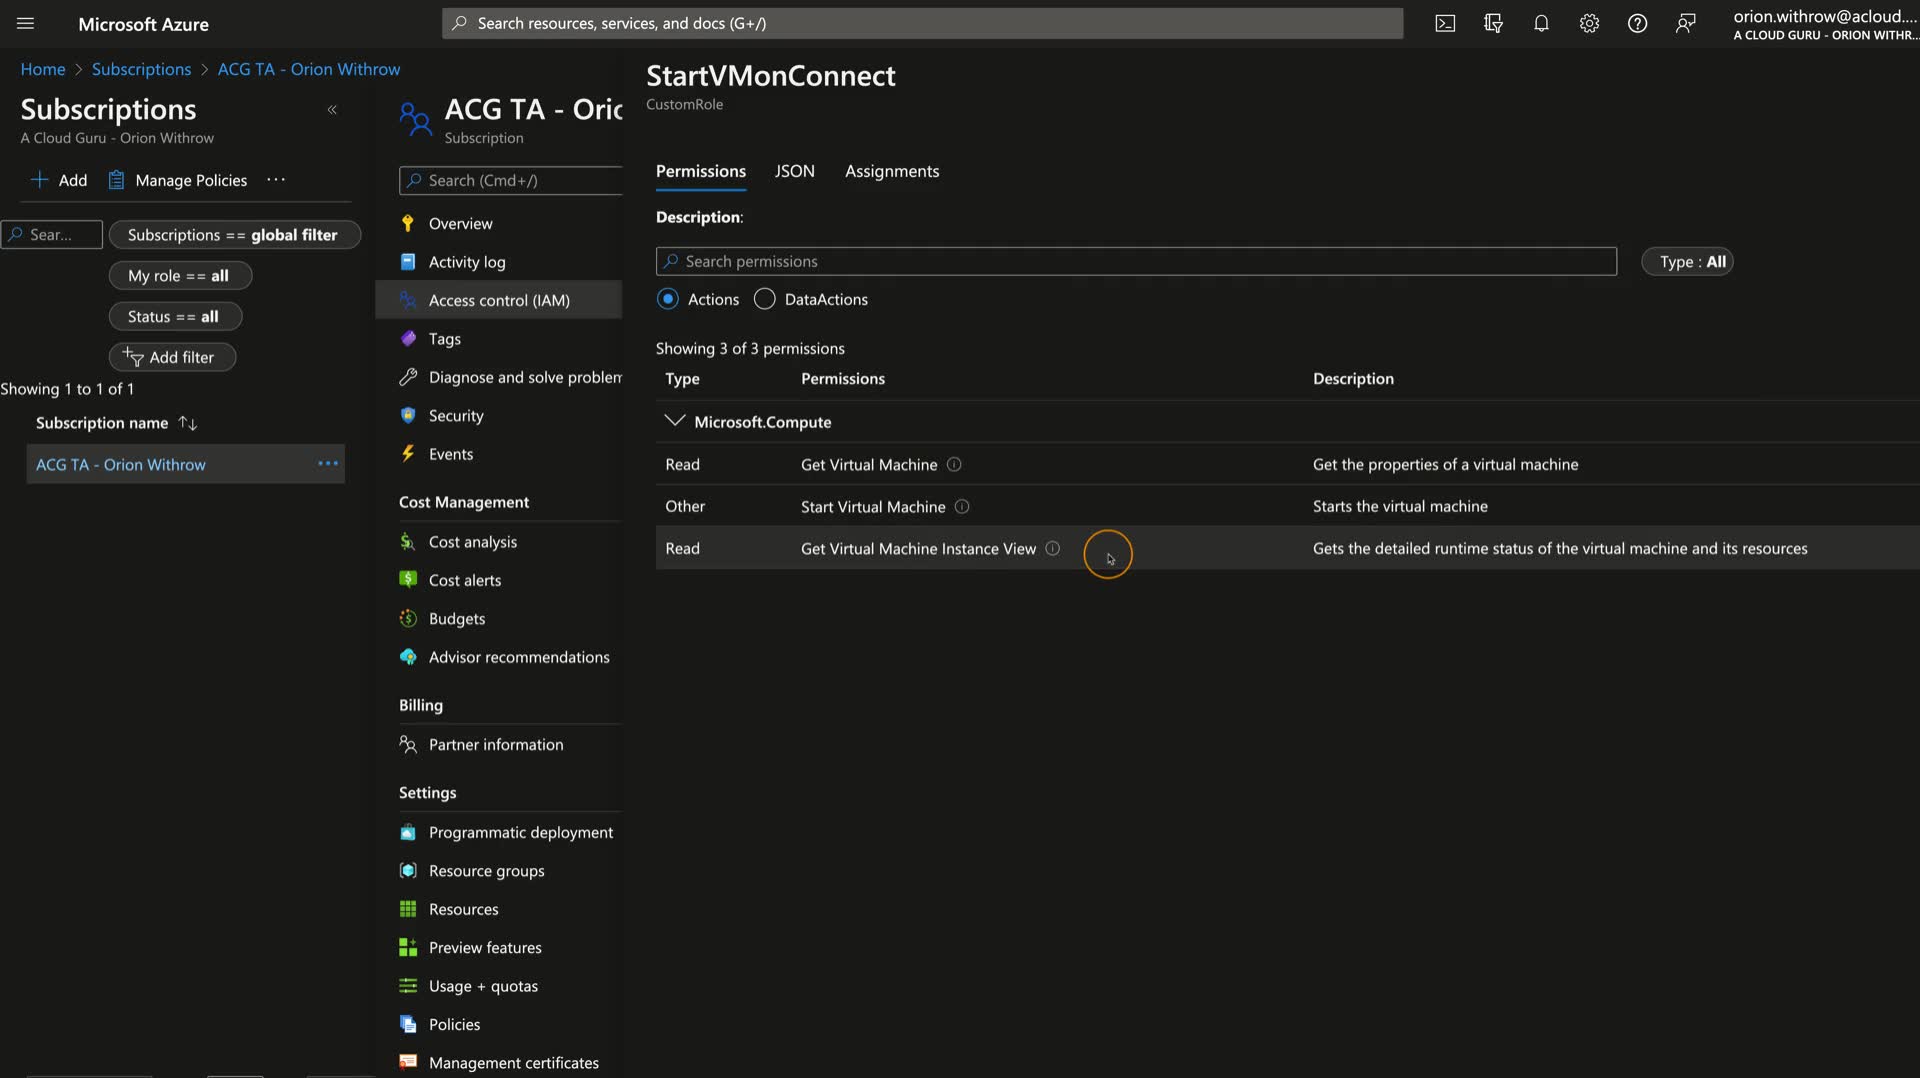 Microsoft Azure
Search resources, services, and docs (G+/)
orion.withrow@acloud....
A CLOUD GURU - ORION WITHR...
Home > Subscriptions > ACG TA - Orion Withrow
Subscriptions
«
A Cloud Guru - Orion Withrow
Add
Manage Policies
...
Sear...
Subscriptions == global filter
My role == all
Status == all
Add filter
Showing 1 to 1 of 1
Subscription name ↑↓
ACG TA - Orion Withrow
...
ACG TA - Orio
Subscription
Search (Cmd+/)
Overview
Activity log
Access control (IAM)
Tags
Diagnose and solve problem
Security
Events
Cost Management
Cost analysis
Cost alerts
Budgets
Advisor recommendations
Billing
Partner information
Settings
Programmatic deployment
Resource groups
Resources
Preview features
Usage + quotas
Policies
Management certificates
StartVMonConnect
CustomRole
Permissions
JSON
Assignments
Description:
Search permissions
Type : All
Actions
DataActions
Showing 3 of 3 permissions
Type Permissions Description
Microsoft.Compute
Read Get Virtual Machine Get the properties of a virtual machine
Other Start Virtual Machine Starts the virtual machine
Read Get Virtual Machine Instance View Gets the detailed runtime status of the virtual machine and its resources